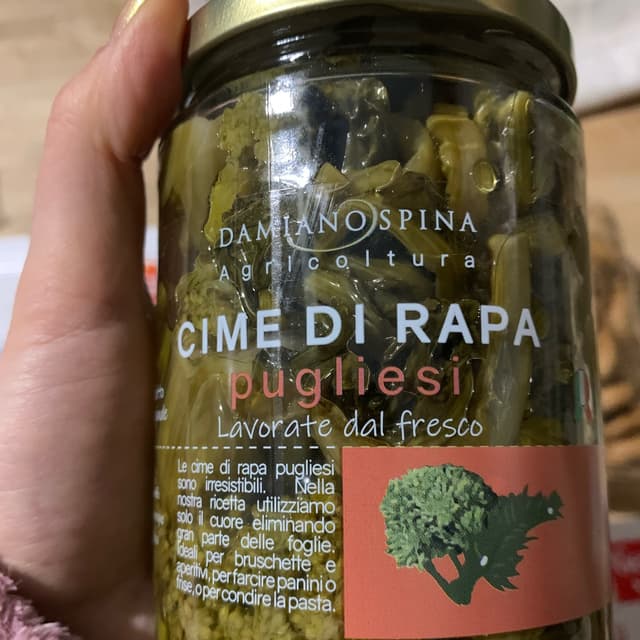 DAMIANO SPINA
Agricoltura
CIME DI RAPA
pugliesi
Lavorate dal fresco
Le cime di rapa pugliesi
sono irresistibili. Nella
nostra ricetta utilizziamo
solo il cuore eliminando
gran parte delle foglie.
Ideali per bruschette e
aperitivi, per farcire panini o
frise, o per condire la pasta.